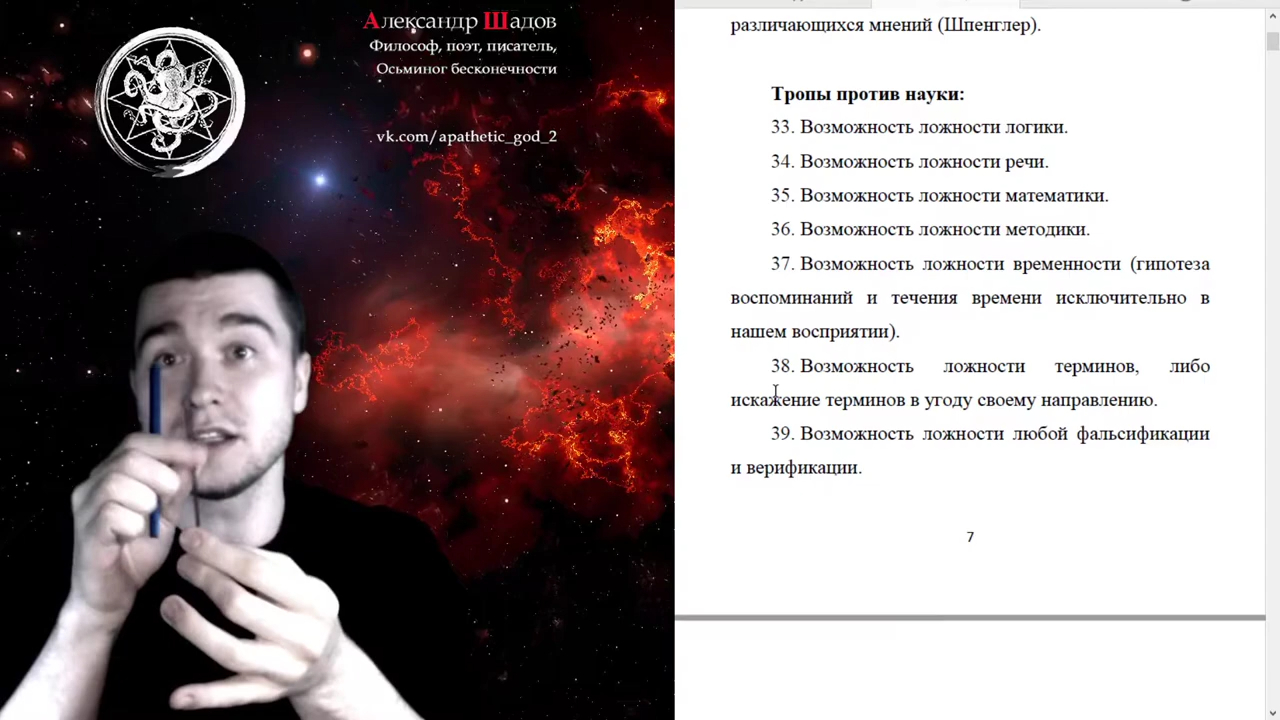 Александр Шадов
Философ, поэт, писатель,
Осьминог бесконечности
vk.com/apathetic_god_2
различающихся мнений (Шпенглер).
Тропы против науки:
33. Возможность ложности логики.
34. Возможность ложности речи.
35. Возможность ложности математики.
36. Возможность ложности методики.
37. Возможность ложности временности (гипотеза
воспоминаний и течения времени исключительно в
нашем восприятии).
38. Возможность ложности терминов, либо
искажение терминов в угоду своему направлению.
39. Возможность ложности любой фальсификации
и верификации.
7